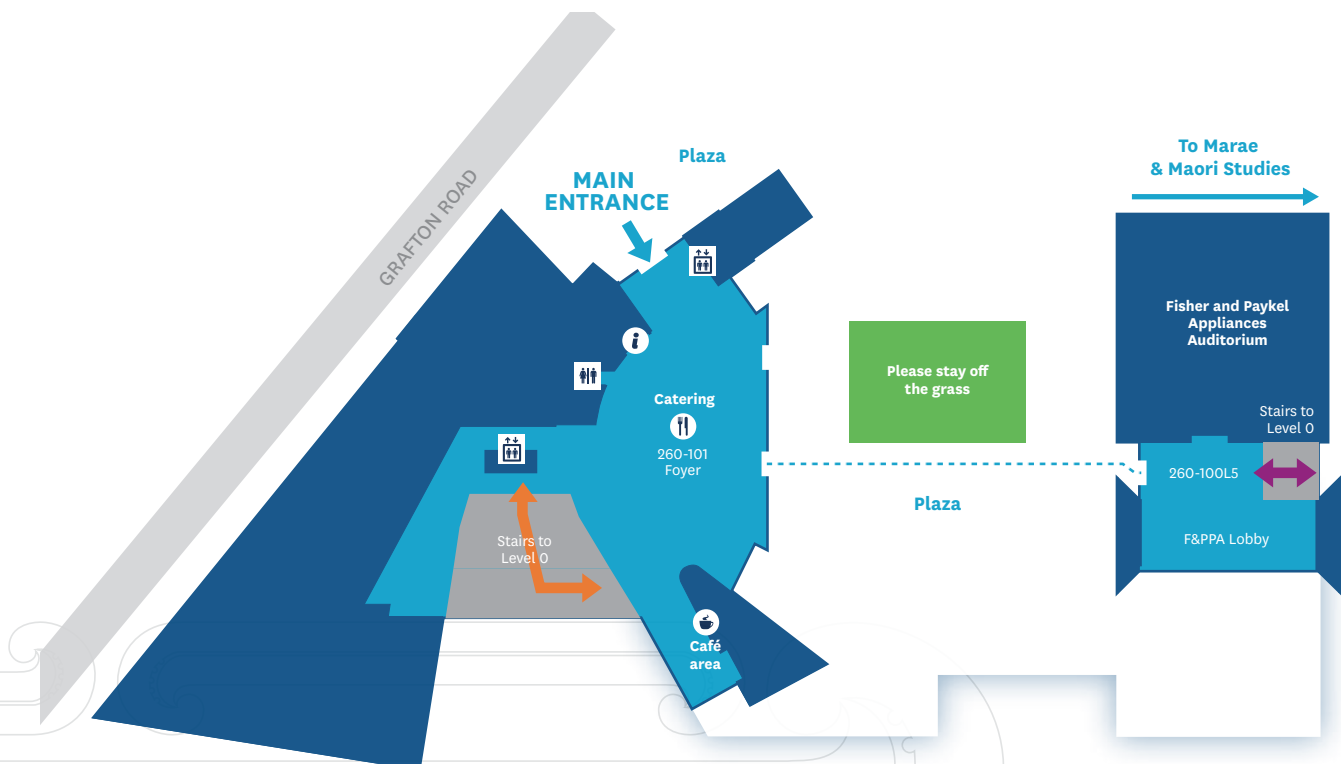 GRAFTON ROAD
Plaza
MAIN
ENTRANCE
To Marae
& Maori Studies
Fisher and Paykel
Appliances
Auditorium
Please stay off
the grass
Catering
260-101
Foyer
Stairs to
Level 0
260-100L5
Plaza
F&PPA Lobby
Stairs to
Level 0
Café
area